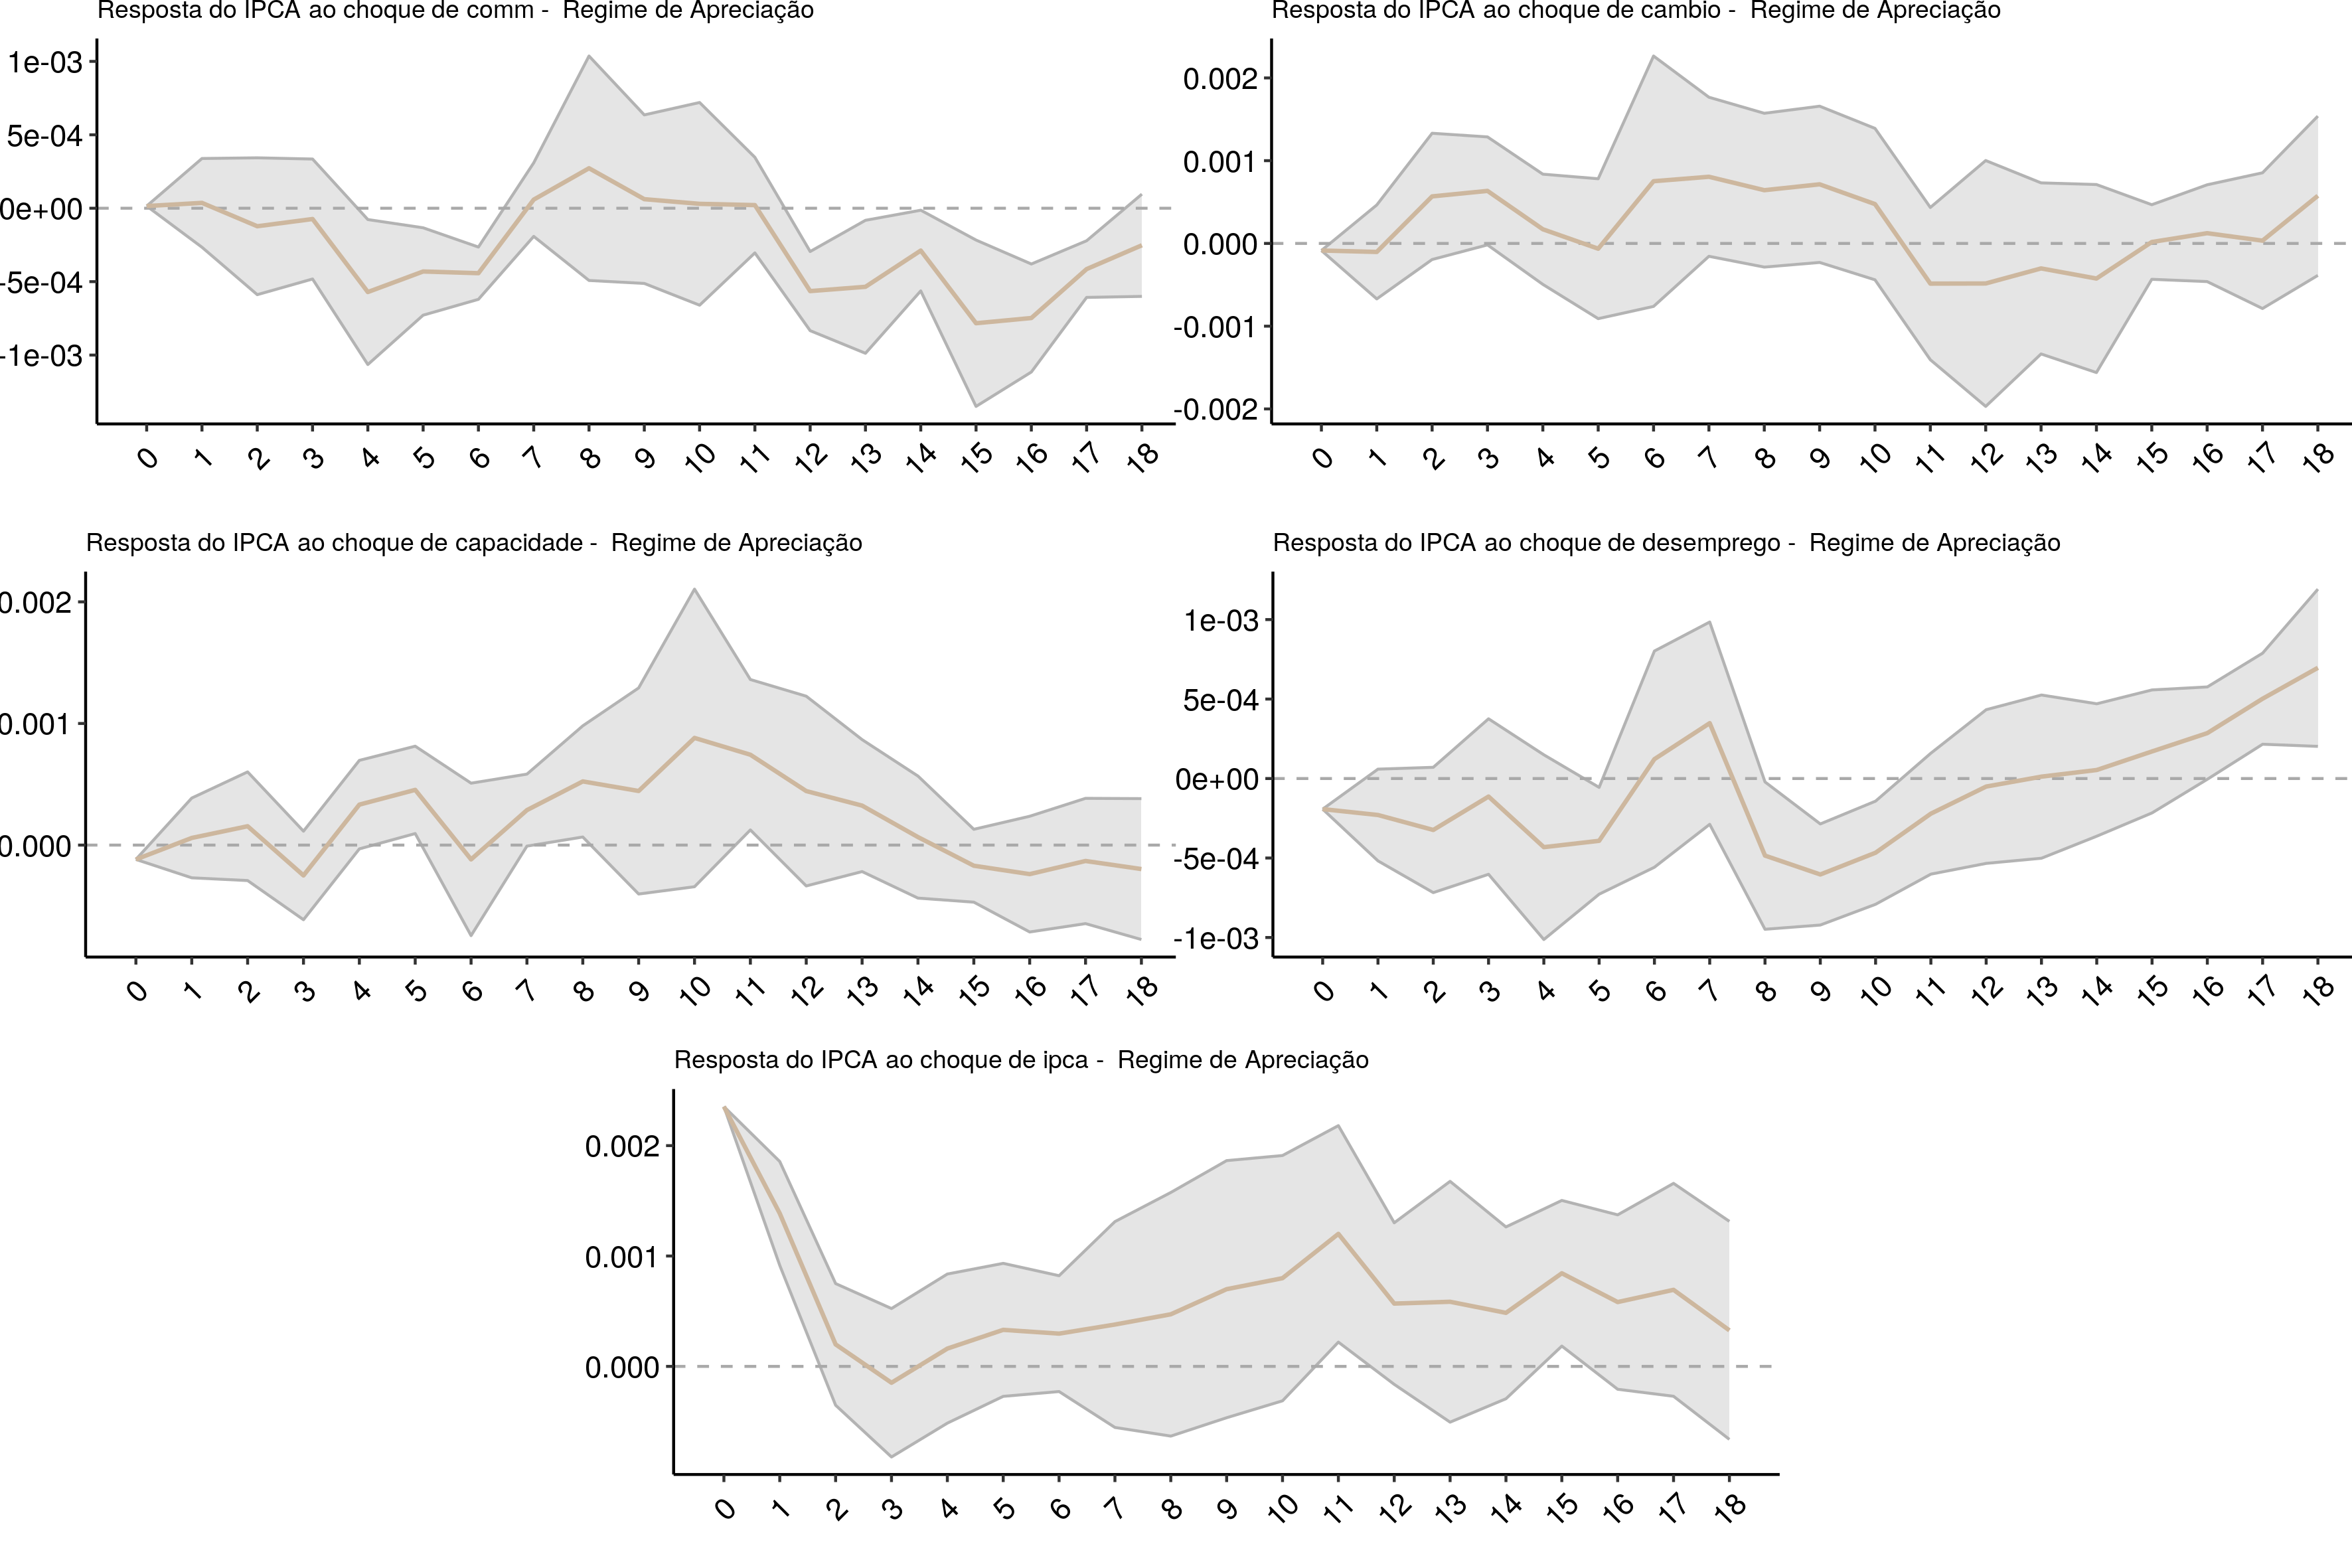 Resposta do IPCA ao choque de comm -  Regime de Apreciação
1e-03
5e-04
0e+00
-5e-04
-1e-03
0 1 2 3 4 5 6 7 8 9 10 11 12 13 14 15 16 17 18
Resposta do IPCA ao choque de cambio -  Regime de Apreciação
0.002
0.001
0.000
-0.001
-0.002
0 1 2 3 4 5 6 7 8 9 10 11 12 13 14 15 16 17 18
Resposta do IPCA ao choque de capacidade -  Regime de Apreciação
0.002
0.001
0.000
0 1 2 3 4 5 6 7 8 9 10 11 12 13 14 15 16 17 18
Resposta do IPCA ao choque de desemprego -  Regime de Apreciação
1e-03
5e-04
0e+00
-5e-04
-1e-03
0 1 2 3 4 5 6 7 8 9 10 11 12 13 14 15 16 17 18
Resposta do IPCA ao choque de ipca -  Regime de Apreciação
0.002
0.001
0.000
0 1 2 3 4 5 6 7 8 9 10 11 12 13 14 15 16 17 18